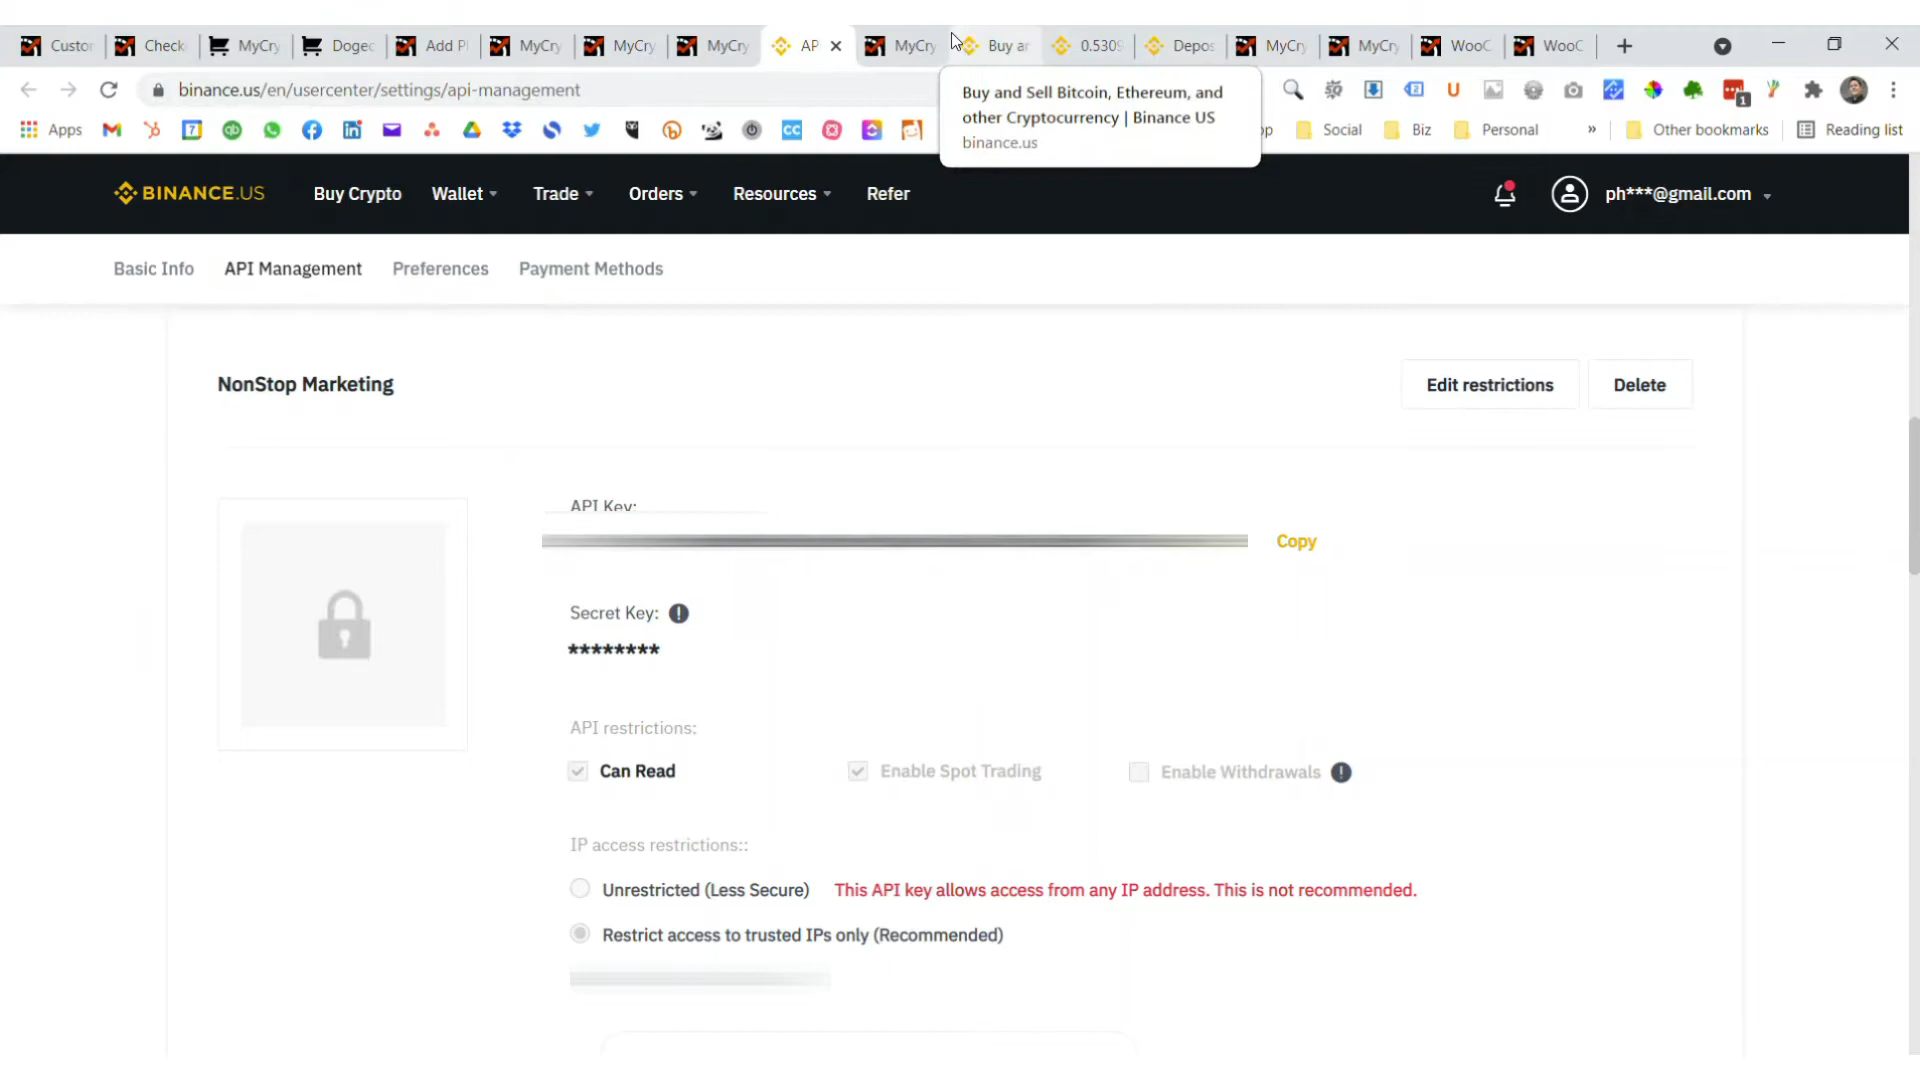 Custo Check MyCry Dogec Add P MyCry MyCry MyCry AP MyCry Buy ar 0.5309 Depos MyCry MyCry WooC WooC
binance.us/en/usercenter/settings/api-management
Buy and Sell Bitcoin, Ethereum, and
other Cryptocurrency | Binance US
binance.us
1
Apps 7 CC p Social Biz Personal » Other bookmarks Reading list
BINANCE.US Buy Crypto Wallet Trade Orders Resources Refer ph***@gmail.com
Basic Info API Management Preferences Payment Methods
NonStop Marketing Edit restrictions Delete
API Key:
Copy
Secret Key:
********
API restrictions:
Can Read Enable Spot Trading Enable Withdrawals
IP access restrictions::
Unrestricted (Less Secure) This API key allows access from any IP address. This is not recommended.
Restrict access to trusted IPs only (Recommended)